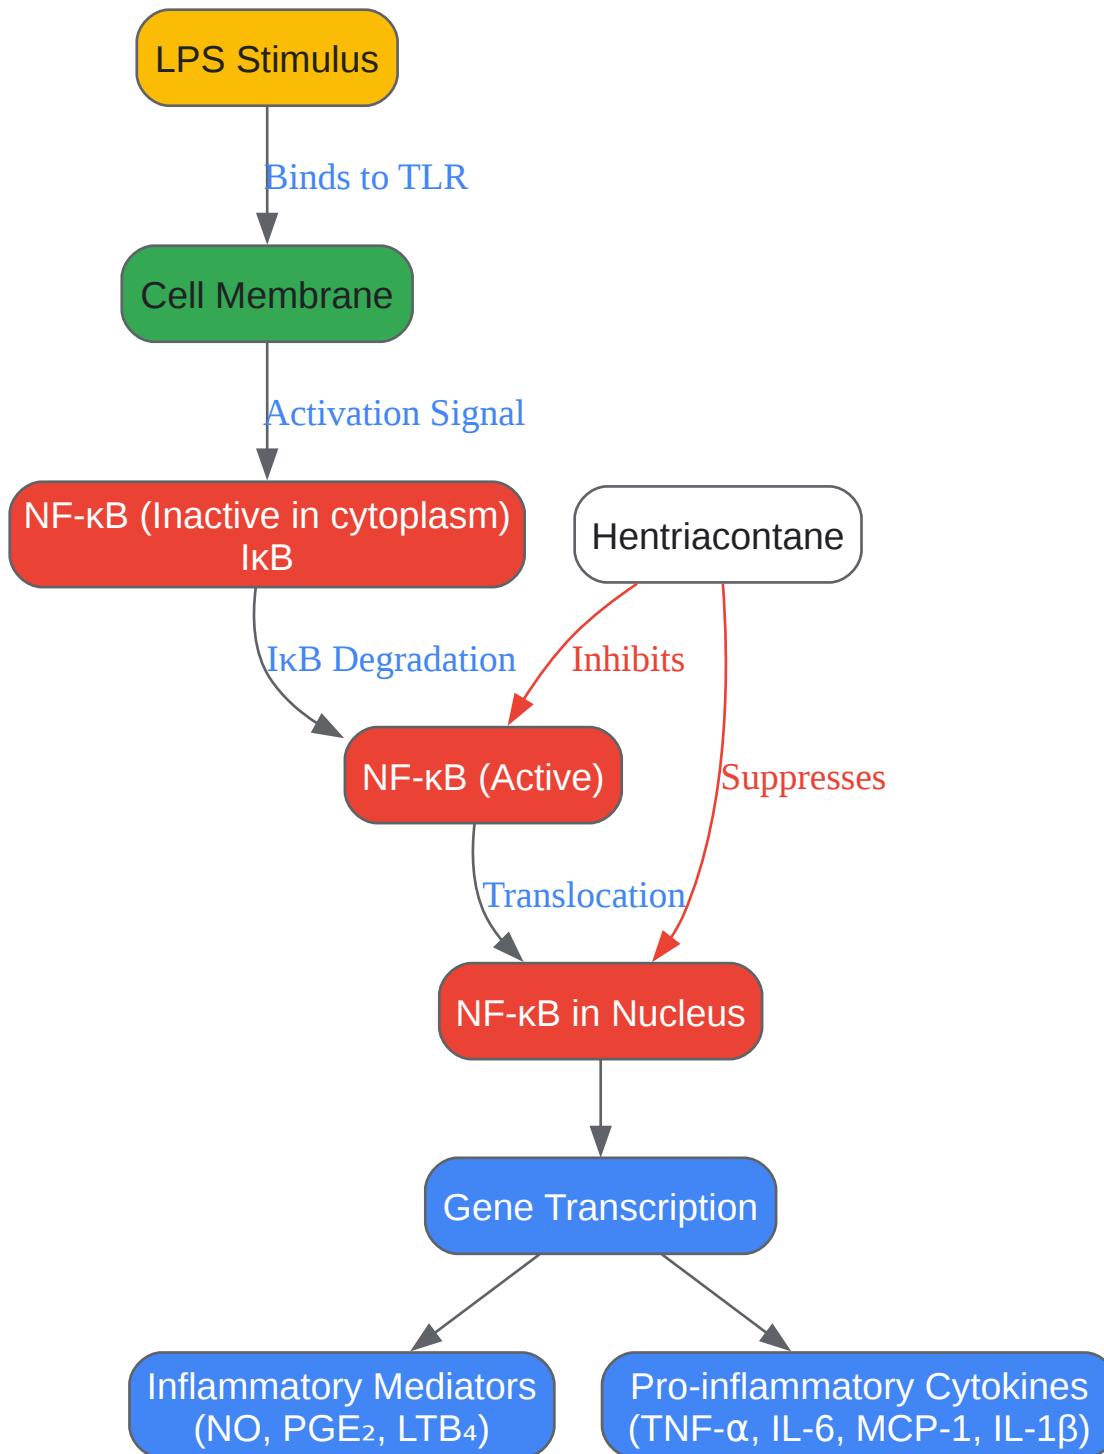 LPS Stimulus
Binds to TLR
Cell Membrane
Activation Signal
NF-κB (Inactive in cytoplasm)
IκB
Hentriacontane
IκB Degradation
Inhibits
NF-κB (Active)
Suppresses
Translocation
NF-κB in Nucleus
Gene Transcription
Inflammatory Mediators
(NO, PGE₂, LTB₄)
Pro-inflammatory Cytokines
(TNF-α, IL-6, MCP-1, IL-1β)